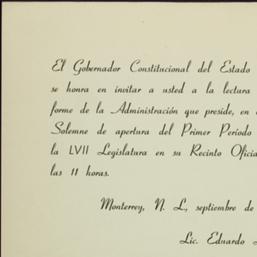 El Gobernador Constitucional del Estado
se honra en invitar a usted a la lectura
forme de la Administración que preside, en
Solemne de apertura del Primer Período
la LVII Legislatura en su Recinto Oficia
las 11 horas.
Monterrey, N. L., septiembre de
Lic. Eduardo